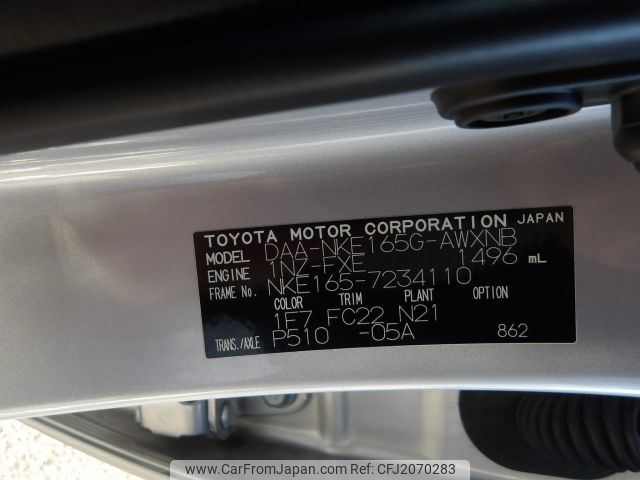 TOYOTA MOTOR CORPORATION JAPAN
MODEL DAA-NKE165G-AWXNB
ENGINE 1NZ-FXE 1496 mL
FRAME No. NKE165-7234110
COLOR TRIM PLANT OPTION
1F7 FC22 N21
TRANS./AXLE P510 -05A 862
www.CarFromJapan.com | Ref No. CFJ2070283